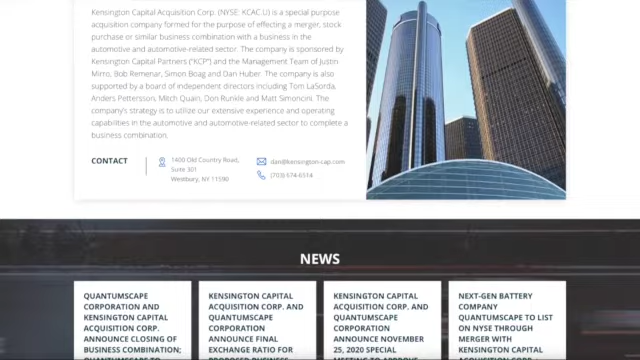 Kensington Capital Acquisition Corp. (NYSE: KCAC.U) is a special purpose
acquisition company formed for the purpose of effecting a merger, stock
purchase or similar business combination with a business in the
automotive and automotive-related sector. The company is sponsored by
Kensington Capital Partners ("KCP") and the Management Team of Justin
Mirro, Bob Remenar, Simon Boag and Dan Huber. The company is also
supported by a board of independent directors including Tom LaSorda,
Anders Pettersson, Mitch Quain, Don Runkle and Matt Simoncini. The
company's strategy is to utilize our extensive experience and operating
capabilities in the automotive and automotive-related sector to complete a
business combination.
CONTACT
1400 Old Country Road,
Suite 301
Westbury, NY 11590
dan@kensington-cap.com
(703) 674-6514
NEWS
QUANTUMSCAPE
CORPORATION AND
KENSINGTON CAPITAL
ACQUISITION CORP.
ANNOUNCE CLOSING OF
BUSINESS COMBINATION;
QUANTUMSCAPE TO
KENSINGTON CAPITAL
ACQUISITION CORP. AND
QUANTUMSCAPE
CORPORATION
ANNOUNCE FINAL
EXCHANGE RATIO FOR
PROPOSED BUSINESS
KENSINGTON CAPITAL
ACQUISITION CORP. AND
QUANTUMSCAPE
CORPORATION
ANNOUNCE NOVEMBER
25, 2020 SPECIAL
MEETING TO APPROVE
NEXT-GEN BATTERY
COMPANY
QUANTUMSCAPE TO LIST
ON NYSE THROUGH
MERGER WITH
KENSINGTON CAPITAL
ACQUISITION CORP.